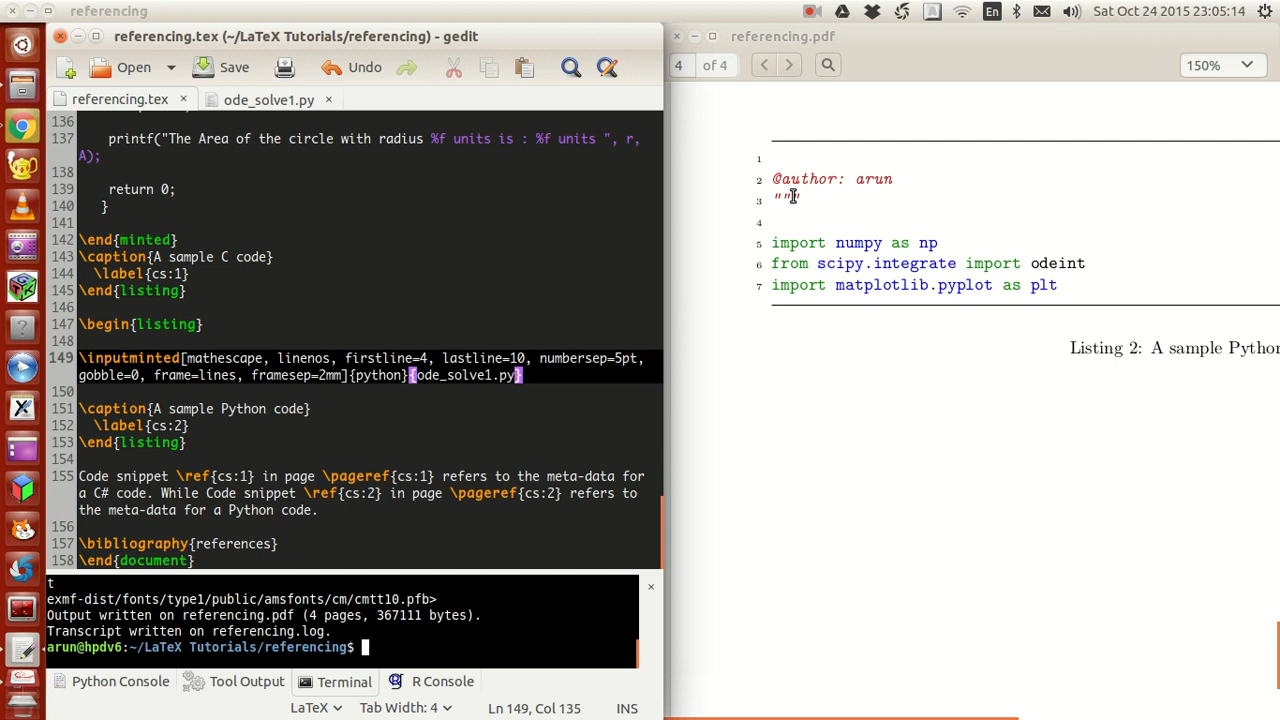 referencing
En
Sat Oct 24 2015 23:05:14
referencing.tex (~/LaTeX Tutorials/referencing) - gedit
Open
Save
Undo
referencing.tex ×
ode_solve1.py ×
136
137 printf("The Area of the circle with radius %f units is : %f units ", r,
A);
138
139 return 0;
140 }
141
142 \end{minted}
143 \caption{A sample C code}
144 \label{cs:1}
145 \end{listing}
146
147 \begin{listing}
148
149 \inputminted[mathescape, linenos, firstline=4, lastline=10, numbersep=5pt,
gobble=0, frame=lines, framesep=2mm]{python}{ode_solve1.py}
150
151 \caption{A sample Python code}
152 \label{cs:2}
153 \end{listing}
154
155 Code snippet \ref{cs:1} in page \pageref{cs:1} refers to the meta-data for
a C# code. While Code snippet \ref{cs:2} in page \pageref{cs:2} refers to
the meta-data for a Python code.
156
157 \bibliography{references}
158 \end{document}
t
exmf-dist/fonts/type1/public/amsfonts/cm/cmtt10.pfb>
Output written on referencing.pdf (4 pages, 367111 bytes).
Transcript written on referencing.log.
arun@hpdv6:~/LaTeX Tutorials/referencing$
Python Console
Tool Output
Terminal
R Console
LaTeX
Tab Width: 4
Ln 149, Col 135
INS
referencing.pdf
4 of 4
150%
1
2 @author: arun
3 """
4
5 import numpy as np
6 from scipy.integrate import odeint
7 import matplotlib.pyplot as plt
Listing 2: A sample Pytho